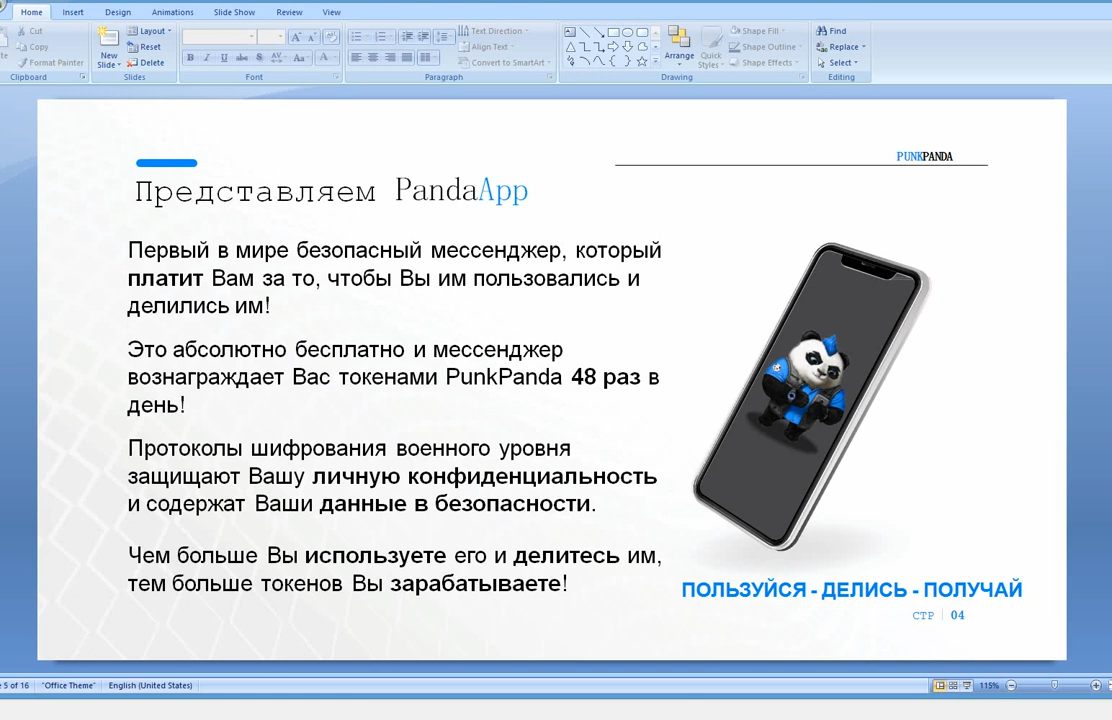 Home Insert Design Animations Slide Show Review View
Cut
Copy
Format Painter
Clipboard
New
Slide
Layout
Reset
Delete
Slides
Font
Text Direction
Align Text
Convert to SmartArt
Paragraph
Arrange
Quick
Styles
Shape Fill
Shape Outline
Shape Effects
Drawing
Find
Replace
Select
Editing
PUNKPANDA
Представляем PandaApp
Первый в мире безопасный мессенджер, который
платит Вам за то, чтобы Вы им пользовались и
делились им!
Это абсолютно бесплатно и мессенджер
вознаграждает Вас токенами PunkPanda 48 раз в
день!
Протоколы шифрования военного уровня
защищают Вашу личную конфиденциальность
и содержат Ваши данные в безопасности.
Чем больше Вы используете его и делитесь им,
тем больше токенов Вы зарабатываете!
ПОЛЬЗУЙСЯ - ДЕЛИСЬ - ПОЛУЧАЙ
СТР | 04
5 of 16 "Office Theme" English (United States) 115%